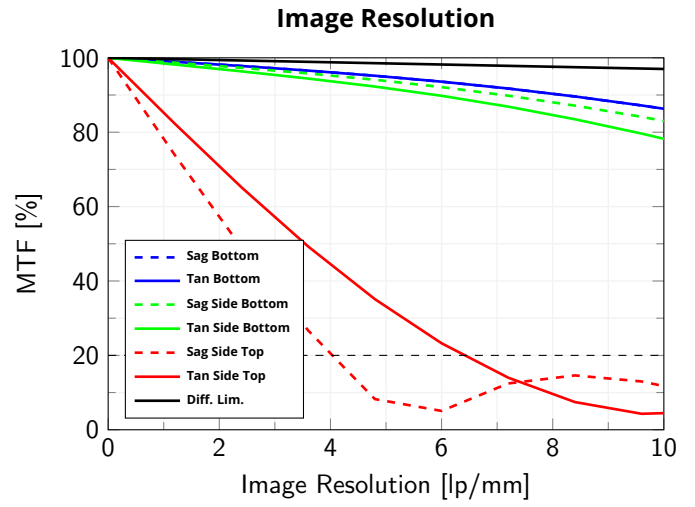 Image Resolution
MTF [%]
100
80
60
40
20
0
Sag Bottom
Tan Bottom
Sag Side Bottom
Tan Side Bottom
Sag Side Top
Tan Side Top
Diff. Lim.
0 2 4 6 8 10
Image Resolution [lp/mm]